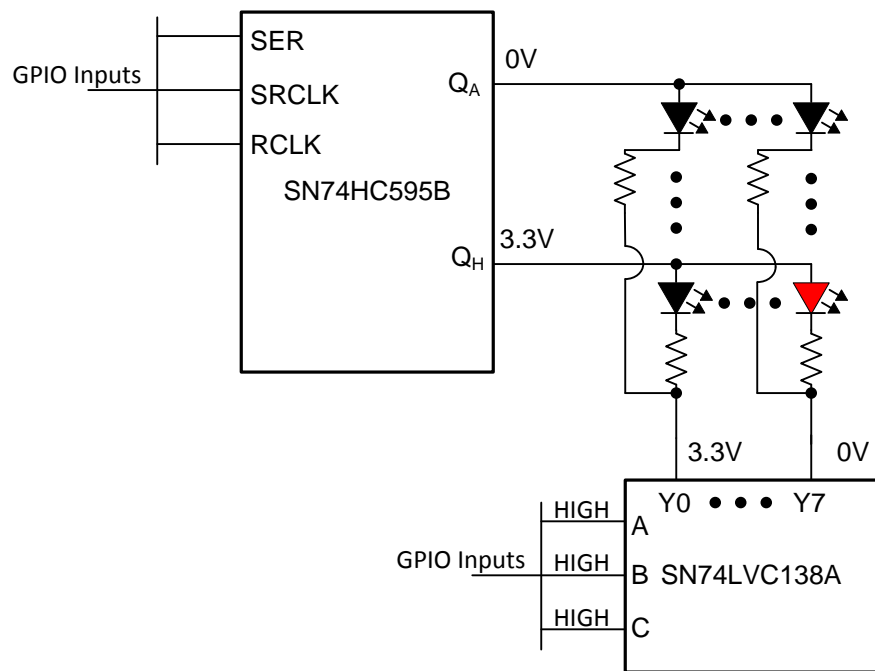 SER
GPIO Inputs
SRCLK
RCLK
SN74HC595B
QA
0V
QH
3.3V
3.3V
0V
Y0
Y7
HIGH
A
GPIO Inputs
HIGH
B
SN74LVC138A
HIGH
C